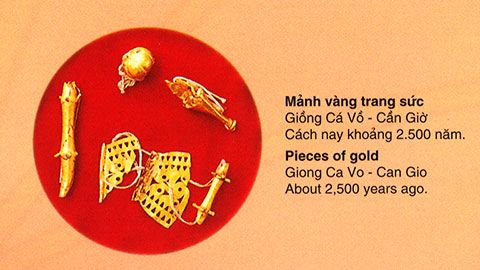 Mảnh vàng trang sức
Giồng Cá Vồ - Cần Giờ
Cách nay khoảng 2.500 năm.
Pieces of gold
Giong Ca Vo - Can Gio
About 2,500 years ago.